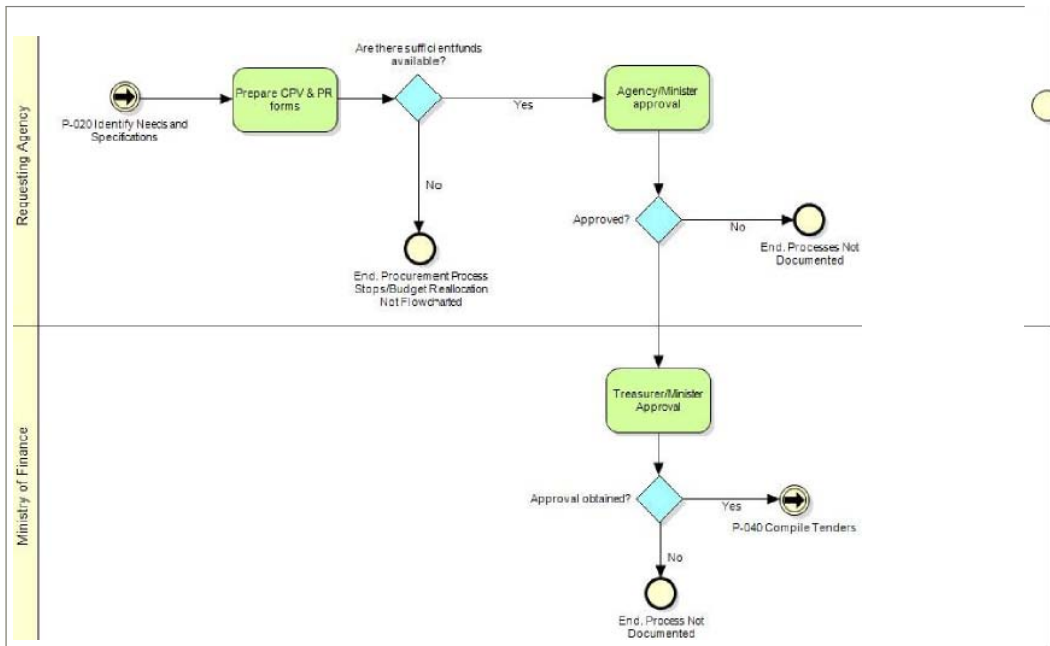 Requesting Agency
P-020 Identify Needs and
Specifications
Prepare CPV & PR
forms
Are there sufficientfunds
available?
Yes
No
End. Procurement Process
Stops/Budget Reallocation
Not Flowcharted
Agency/Minister
approval
Approved?
No
End. Processes Not
Documented
Ministry of Finance
Treasurer/Minister
Approval
Approval obtained?
Yes
P-040 Compile Tenders
No
End. Process Not
Documented